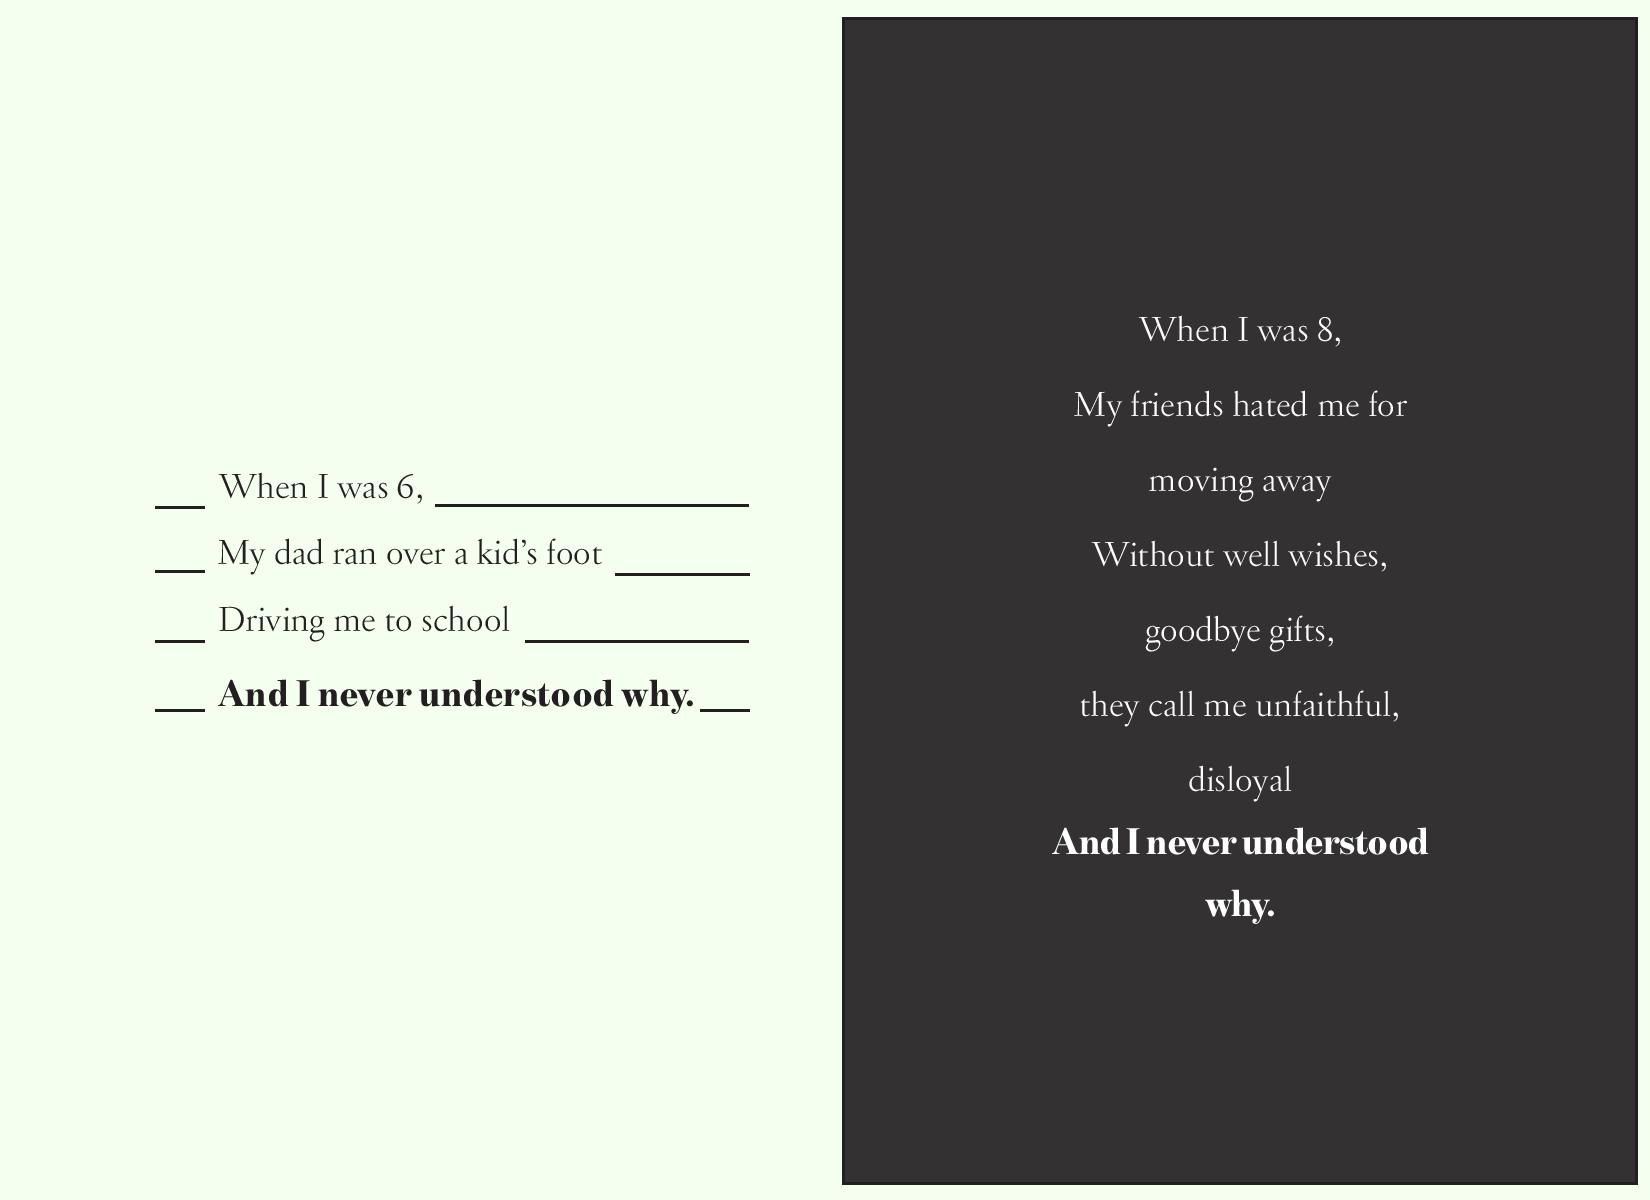 When I was 6,
My dad ran over a kid’s foot
Driving me to school
And I never understood why.
When I was 8,
My friends hated me for
moving away
Without well wishes,
goodbye gifts,
they call me unfaithful,
disloyal
And I never understood
why.